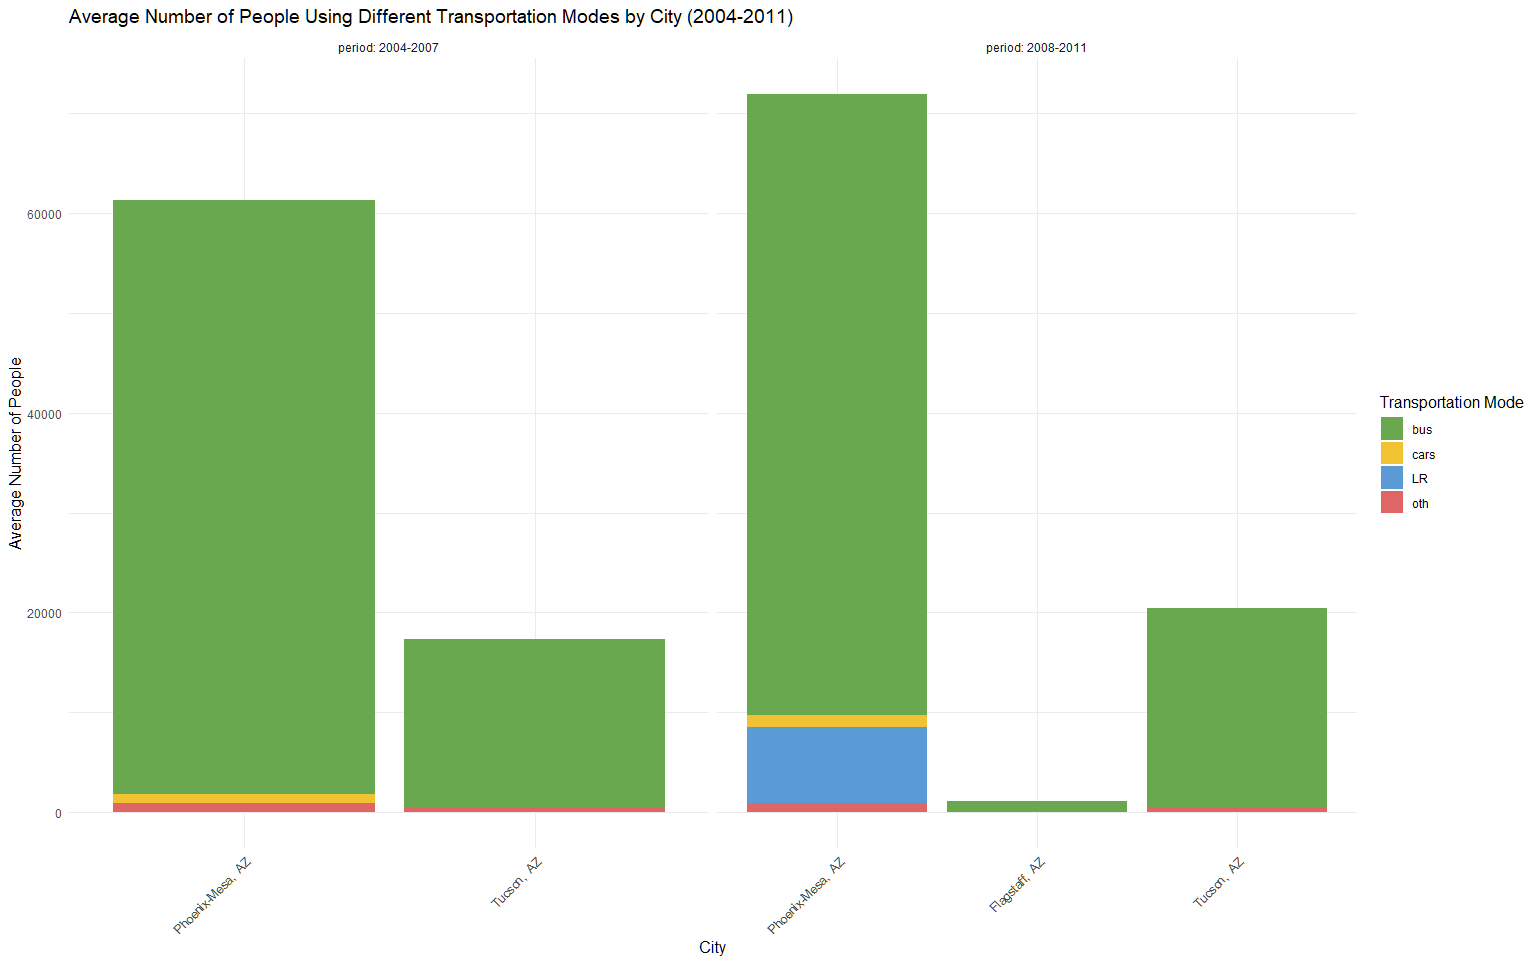 Average Number of People Using Different Transportation Modes by City (2004-2011)
period: 2004-2007
period: 2008-2011
Average Number of People
60000
40000
20000
0
Phoenix-Mesa, AZ
Tucson, AZ
Phoenix-Mesa, AZ
Flagstaff, AZ
Tucson, AZ
City
Transportation Mode
bus
cars
LR
oth